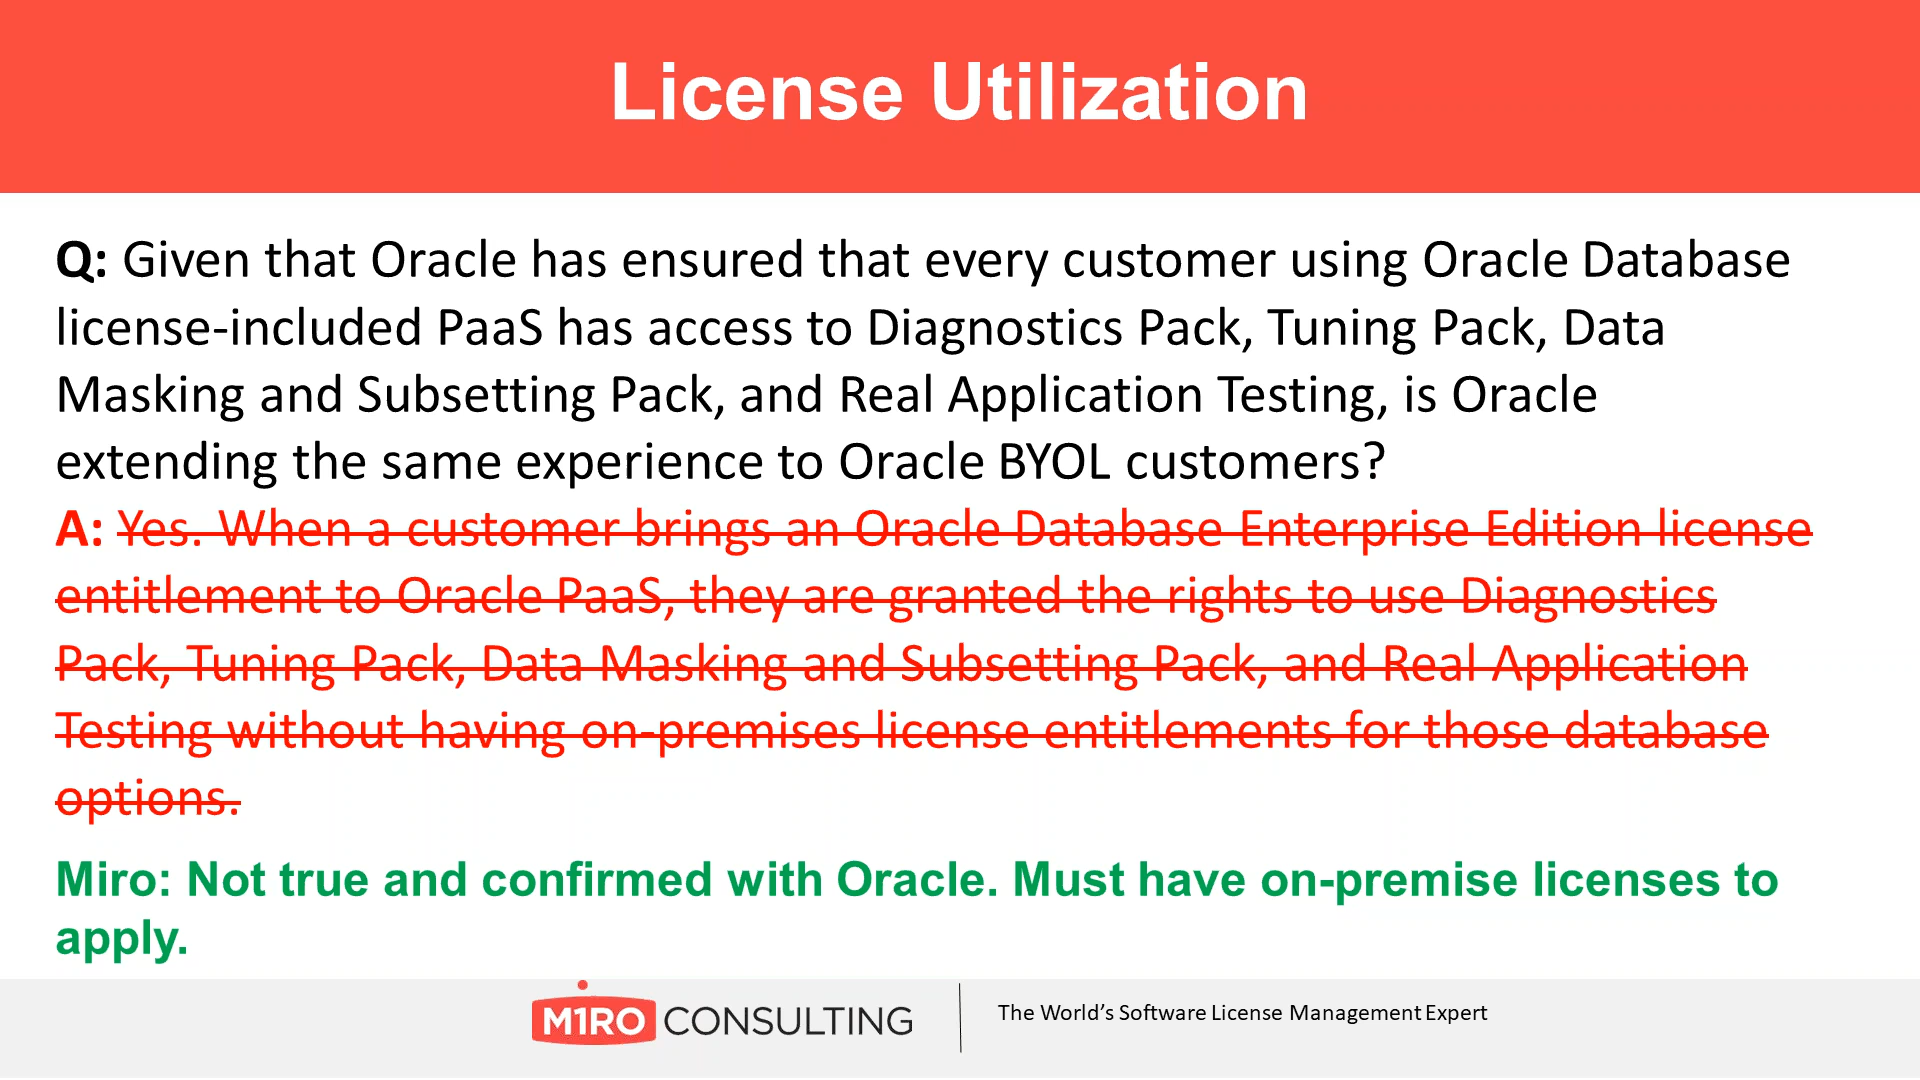 License Utilization
Q: Given that Oracle has ensured that every customer using Oracle Database
license-included PaaS has access to Diagnostics Pack, Tuning Pack, Data
Masking and Subsetting Pack, and Real Application Testing, is Oracle
extending the same experience to Oracle BYOL customers?
A: Yes. When a customer brings an Oracle Database Enterprise Edition license
entitlement to Oracle PaaS, they are granted the rights to use Diagnostics
Pack, Tuning Pack, Data Masking and Subsetting Pack, and Real Application
Testing without having on-premises license entitlements for those database
options.
Miro: Not true and confirmed with Oracle. Must have on-premise licenses to
apply.
M1RO CONSULTING
The World's Software License Management Expert